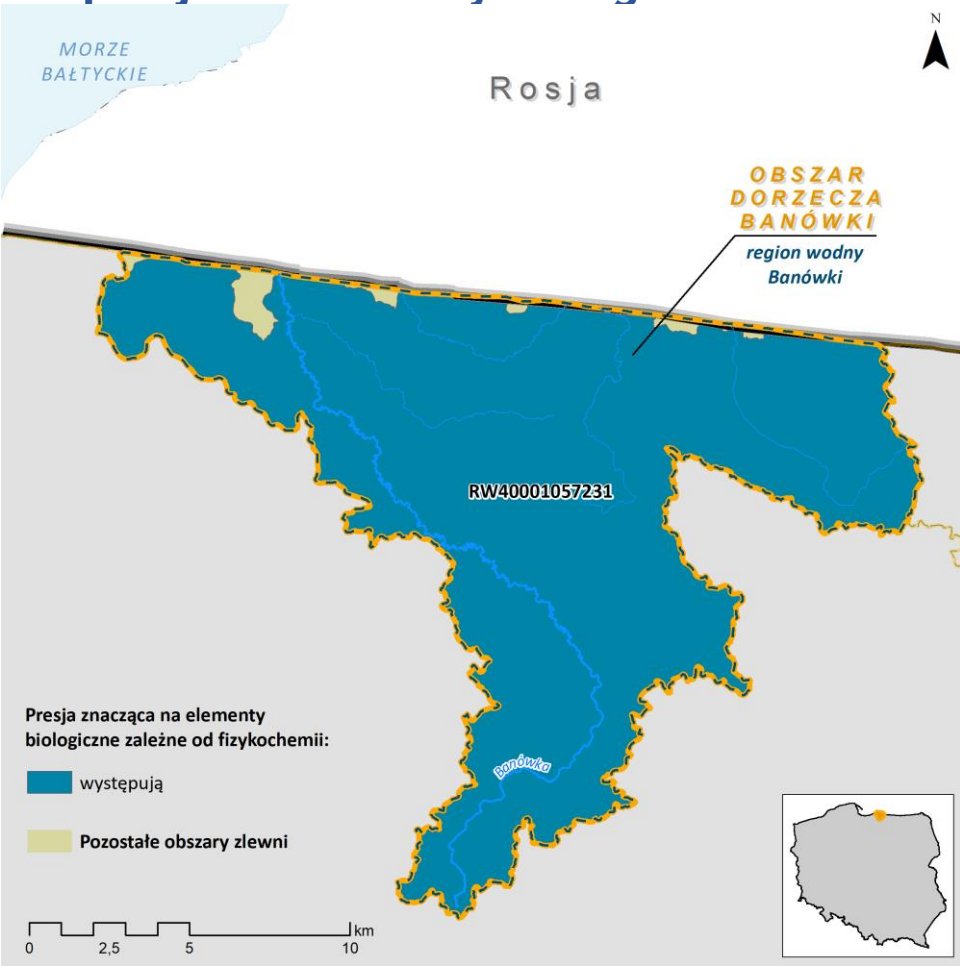 MORZE
BAŁTYCKIE
N
Rosja
OBSZAR
DORZECZA
BANÓWKI
region wodny
Banówki
RW40001057231
Banówka
Presja znacząca na elementy
biologiczne zależne od fizykochemii:
występują
Pozostałe obszary zlewni
km
0 2,5 5 10